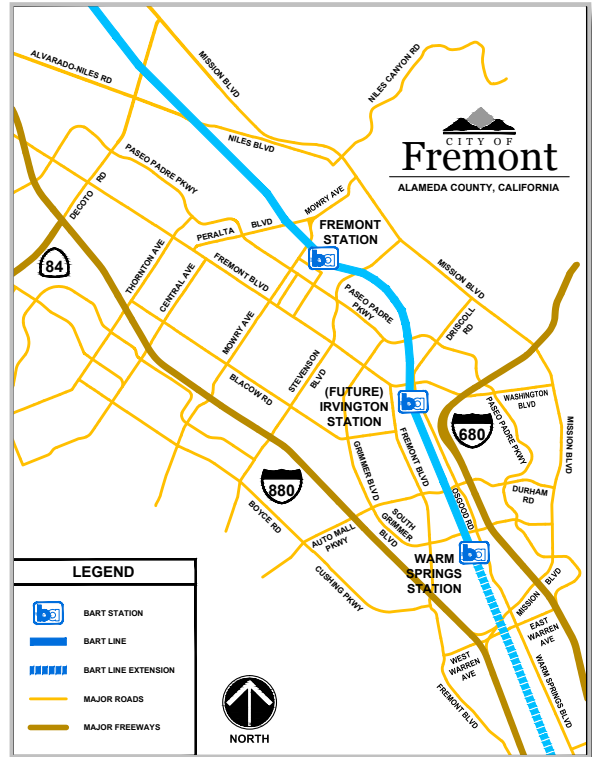 MISSION BLVD
ALVARADO-NILES RD
NILES CANYON RD
NILES BLVD
CITY OF
Fremont
ALAMEDA COUNTY, CALIFORNIA
PASEO PADRE PKWY
DECOTO RD
MOWRY AVE
PERALTA BLVD
FREMONT
STATION
84
THORNTON AVE
CENTRAL AVE
FREMONT BLVD
MISSION BLVD
PASEO PADRE
PKWY
DRISCOLL
RD
MOWRY AVE
STEVENSON
BLVD
BLACOW RD
(FUTURE)
IRVINGTON
STATION
WASHINGTON
BLVD
PASEO PADRE PKWY
MISSION BLVD
680
FREMONT BLVD
GRIMMER BLVD
880
BOYCE RD
OSGOOD RD
DURHAM
RD
SOUTH
GRIMMER
BLVD
AUTO MALL
PKWY
CUSHING PKWY
WARM
SPRINGS
STATION
MISSION BLVD
EAST
WARREN
AVE
WEST
WARREN
AVE
WARM SPRINGS BLVD
FREMONT BLVD
LEGEND
BART STATION
BART LINE
BART LINE EXTENSION
MAJOR ROADS
MAJOR FREEWAYS
NORTH